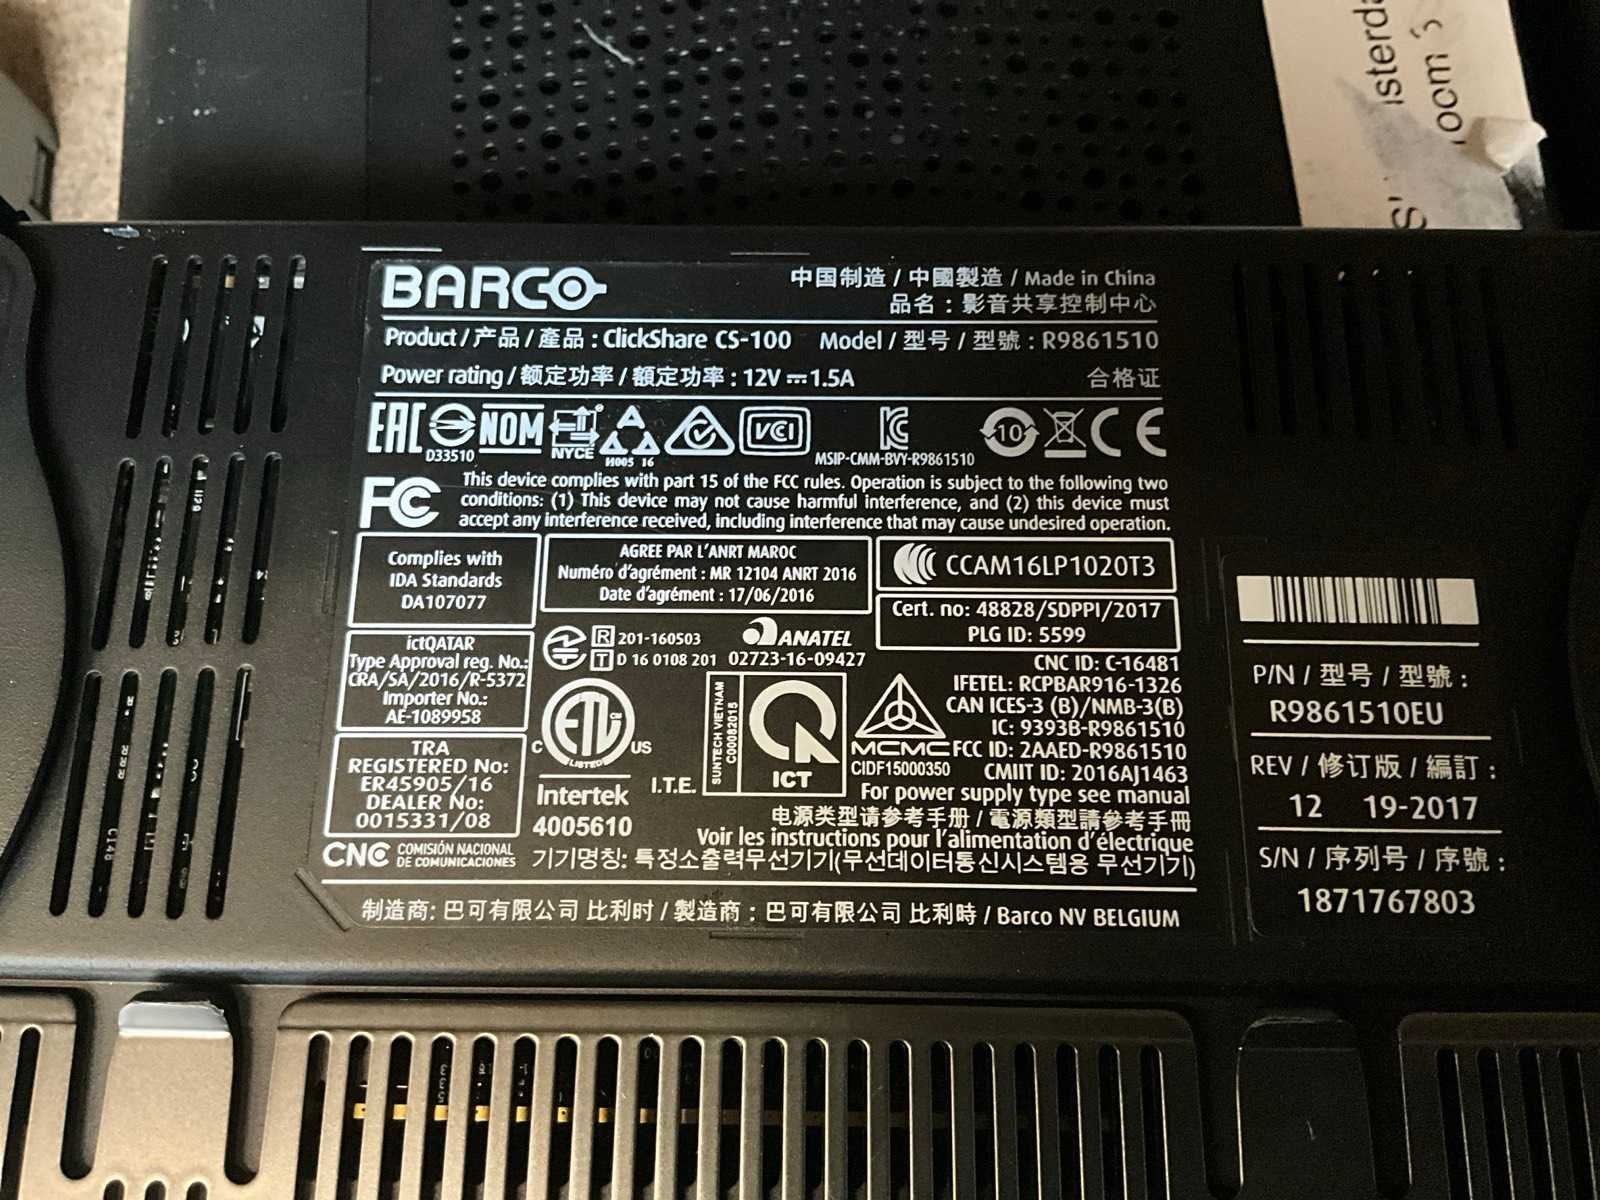 isterda
oom
BARCO
中国制造 / 中國製造 / Made in China
品名：影音共享控制中心
Product / 产品 / 產品 : ClickShare CS-100 Model / 型号 / 型號 : R9861510
Power rating / 额定功率 / 額定功率 : 12V ⎓ 1.5A 合格证
EAC NOM NYCE VCI KC 10 CE
D33510 И005 16 MSIP-CMM-BVY-R9861510
FC This device complies with part 15 of the FCC rules. Operation is subject to the following two
conditions: (1) This device may not cause harmful interference, and (2) this device must
accept any interference received, including interference that may cause undesired operation.
Complies with
IDA Standards
DA107077
AGREE PAR L'ANRT MAROC
Numéro d'agrément : MR 12104 ANRT 2016
Date d'agrément : 17/06/2016
CCAM16LP1020T3
Cert. no: 48828/SDPPI/2017
PLG ID: 5599
ictQATAR
Type Approval reg. No.:
CRA/SA/2016/R-5372
Importer No.:
AE-1089958
R 201-160503
T D 16 0108 201
ANATEL
02723-16-09427
CNC ID: C-16481
IFETEL: RCPBAR916-1326
CAN ICES-3 (B)/NMB-3(B)
IC: 9393B-R9861510
FCC ID: 2AAED-R9861510
CMIIT ID: 2016AJ1463
For power supply type see manual
TRA
REGISTERED No:
ER45905/16
DEALER No:
0015331/08
C ETL US
LISTED
Intertek
4005610
I.T.E.
SUNTECH VIETNAM
C00082015
ICT
MCMC
CIDF15000350
电源类型请参考手册 / 電源類型請參考手冊
Voir les instructions pour l'alimentation d'électrique
CNC COMISIÓN NACIONAL
DE COMUNICACIONES
기기명칭: 특정소출력무선기기(무선데이터통신시스템용 무선기기)
制造商: 巴可有限公司 比利时 / 製造商 : 巴可有限公司 比利時 / Barco NV BELGIUM
P/N / 型号 / 型號 :
R9861510EU
REV / 修订版 / 編訂 :
12 19-2017
S/N / 序列号 / 序號 :
1871767803